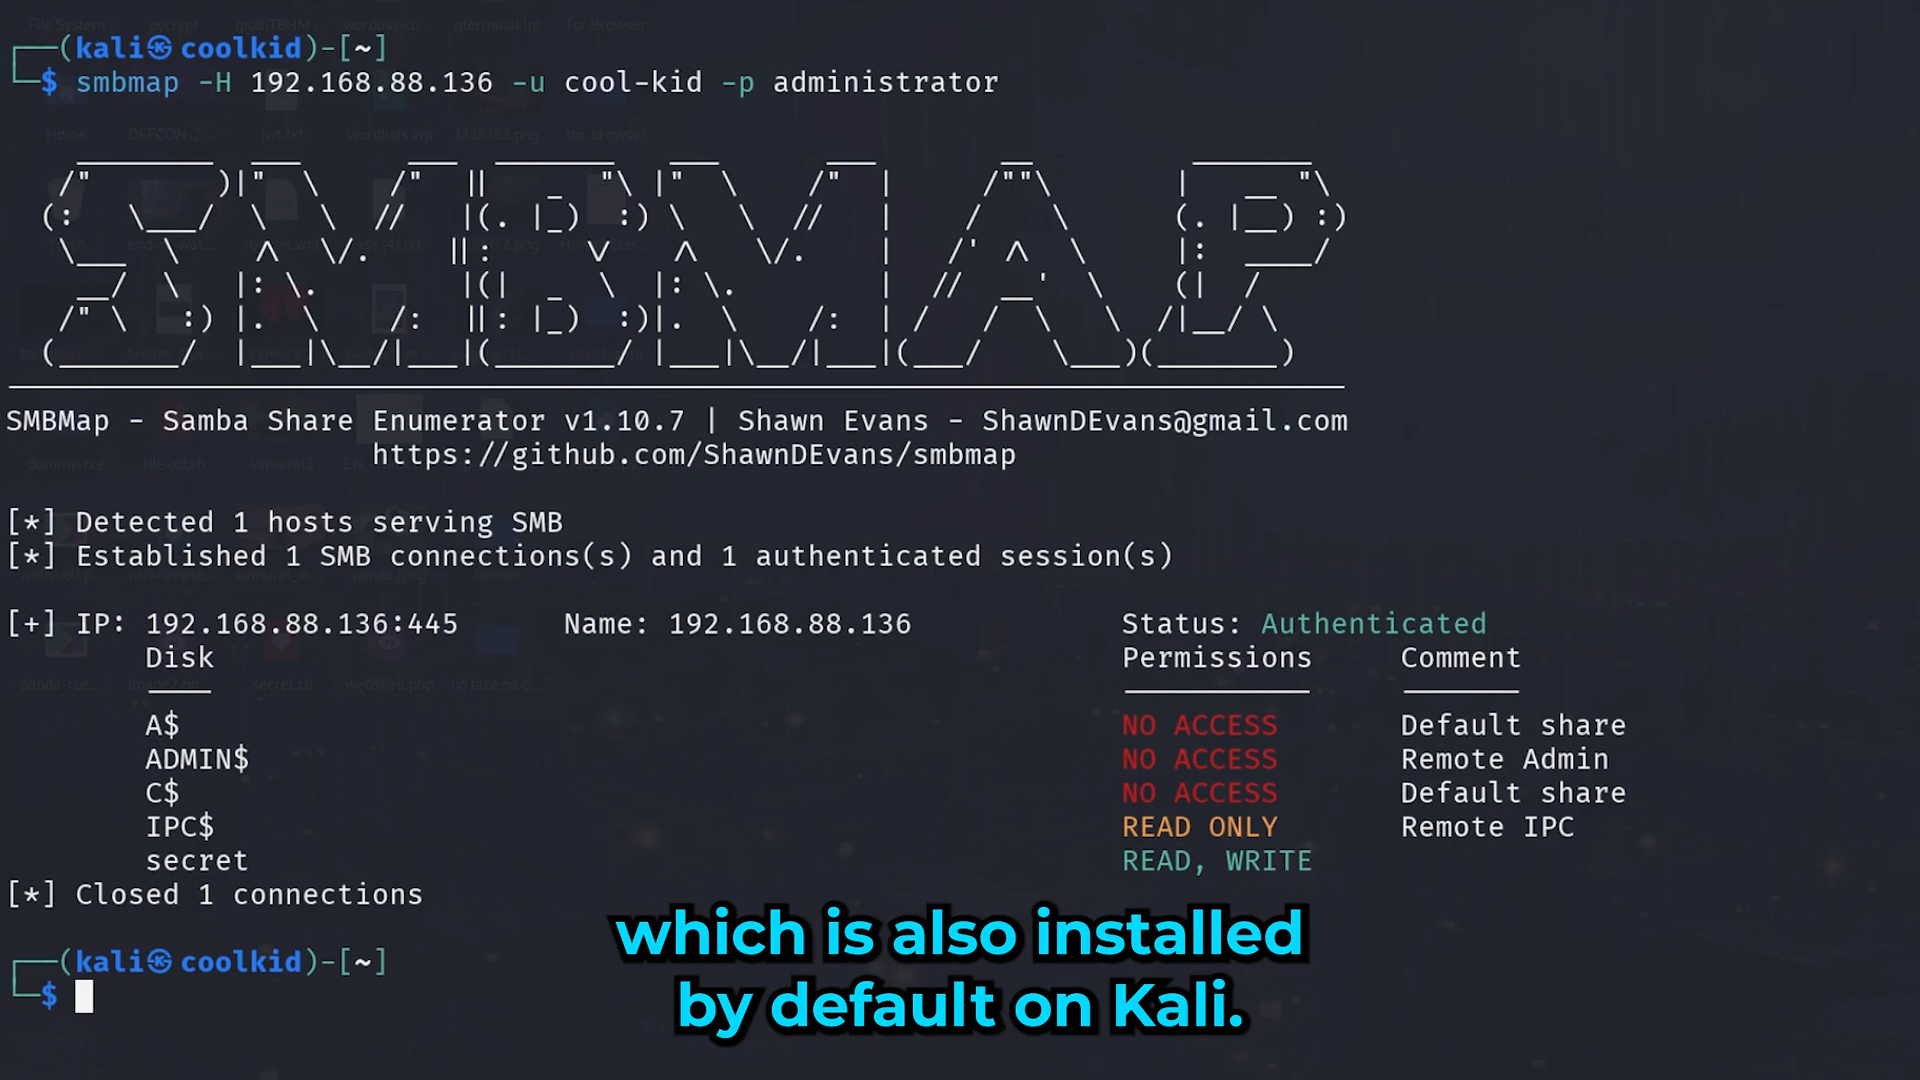 ┌──(kali㉿coolkid)-[~]
└─$ smbmap -H 192.168.88.136 -u cool-kid -p administrator
SMBMap - Samba Share Enumerator v1.10.7 | Shawn Evans - ShawnDEvans@gmail.com
https://github.com/ShawnDEvans/smbmap
[*] Detected 1 hosts serving SMB
[*] Established 1 SMB connections(s) and 1 authenticated session(s)
[+] IP: 192.168.88.136:445 Name: 192.168.88.136 Status: Authenticated
Disk Permissions Comment
---- ----------- -------
A$ NO ACCESS Default share
ADMIN$ NO ACCESS Remote Admin
C$ NO ACCESS Default share
IPC$ READ ONLY Remote IPC
secret READ, WRITE
[*] Closed 1 connections
┌──(kali㉿coolkid)-[~]
└─$
which is also installed
by default on Kali.